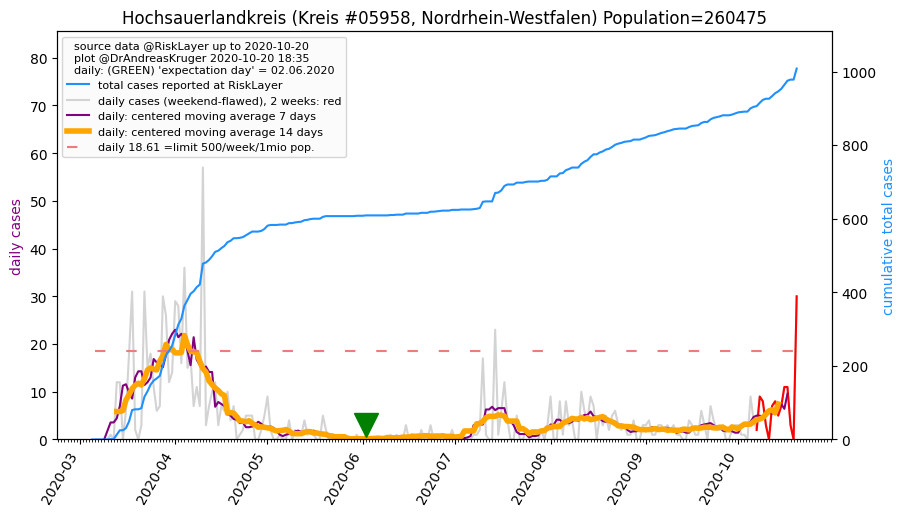 Hochsauerlandkreis (Kreis #05958, Nordrhein-Westfalen) Population=260475
source data @RiskLayer up to 2020-10-20
plot @DrAndreasKruger 2020-10-20 18:35
daily: (GREEN) 'expectation day' = 02.06.2020
total cases reported at RiskLayer
daily cases (weekend-flawed), 2 weeks: red
daily: centered moving average 7 days
daily: centered moving average 14 days
daily 18.61 =limit 500/week/1mio pop.
daily cases
80
70
60
50
40
30
20
10
0
1000
800
600
400
200
0
cumulative total cases
2020-03
2020-04
2020-05
2020-06
2020-07
2020-08
2020-09
2020-10